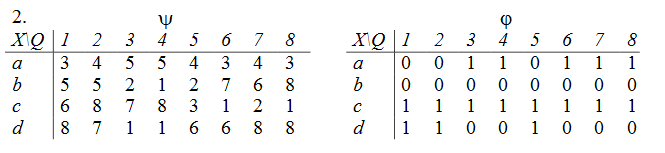 2.
ψ φ
X\Q 1 2 3 4 5 6 7 8 X\Q 1 2 3 4 5 6 7 8
a 3 4 5 5 4 3 4 3 a 0 0 1 1 0 1 1 1
b 5 5 2 1 2 7 6 8 b 0 0 0 0 0 0 0 0
c 6 8 7 8 3 1 2 1 c 1 1 1 1 1 1 1 1
d 8 7 1 1 6 6 8 8 d 1 1 0 0 1 0 0 0